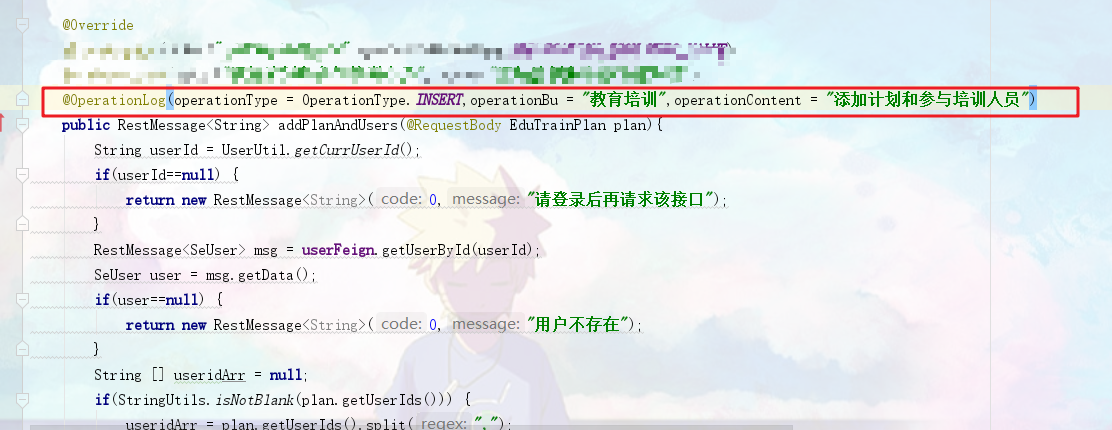 @Override
@OperationLog(operationType = OperationType.INSERT,operationBu = "教育培训",operationContent = "添加计划和参与培训人员")
public RestMessage<String> addPlanAndUsers(@RequestBody EduTrainPlan plan){
String userId = UserUtil.getCurrUserId();
if(userId==null) {
return new RestMessage<String>( code: 0, message: "请登录后再请求该接口");
}
RestMessage<SeUser> msg = userFeign.getUserById(userId);
SeUser user = msg.getData();
if(user==null) {
return new RestMessage<String>( code: 0, message: "用户不存在");
}
String [] useridArr = null;
if(StringUtils.isNotBlank(plan.getUserIds())) {
useridArr = plan.getUserIds().split( regex: ",");